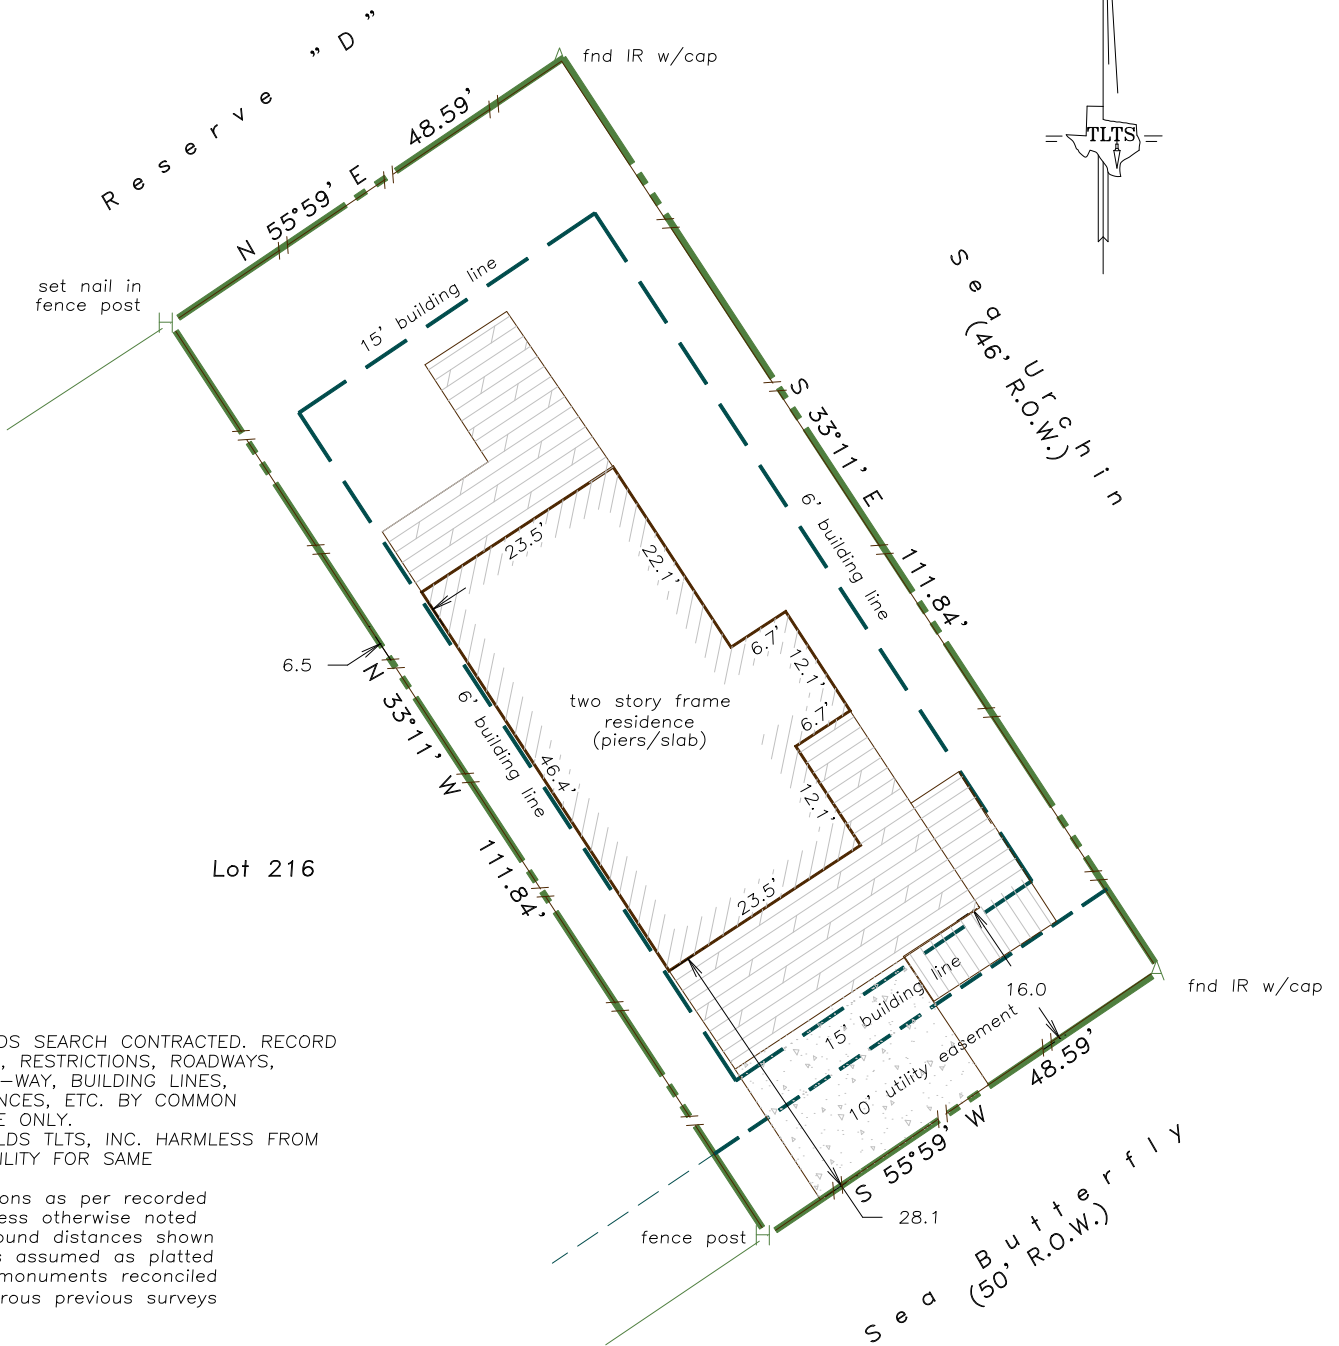 Reserve "D"
fnd IR w/cap
N 55°59' E 48.59'
TLTS
set nail in
fence post
15' building line
Sea Urchin
(46' R.O.W.)
S 33°11' E 111.84'
6' building line
23.5'
22.1'
6.7'
12.1'
6.7'
12.1'
6.5
two story frame
residence
(piers/slab)
N 33°11' W 111.84'
6' building line
46.4'
23.5'
Lot 216
15' building line
16.0
fnd IR w/cap
10' utility easement
S 55°59' W 48.59'
28.1
fence post
Sea Butterfly
(50' R.O.W.)
DS SEARCH CONTRACTED. RECORD
, RESTRICTIONS, ROADWAYS,
-WAY, BUILDING LINES,
NCES, ETC. BY COMMON
E ONLY.
LDS TLTS, INC. HARMLESS FROM
ILITY FOR SAME
ons as per recorded
ess otherwise noted
ound distances shown
s assumed as platted
monuments reconciled
rous previous surveys